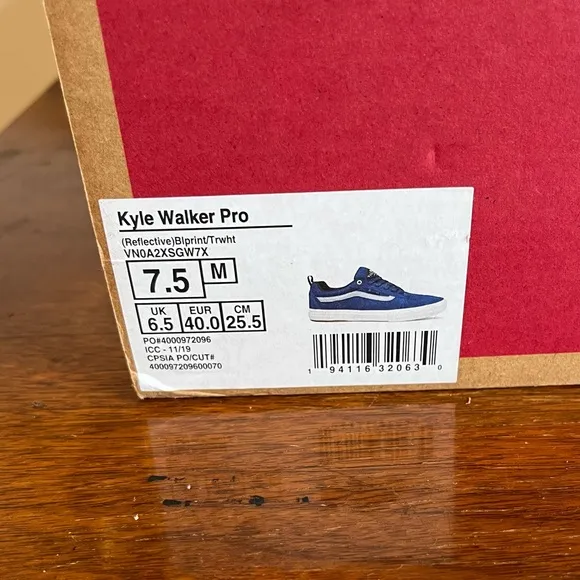 Kyle Walker Pro
(Reflective)Blprint/Trwht
VN0A2XSGW7X
7.5 M
UK EUR CM
6.5 40.0 25.5
PO#4000972096
ICC - 11/19
CPSIA PO/CUT#
400097209600070
1 94116 32063 0